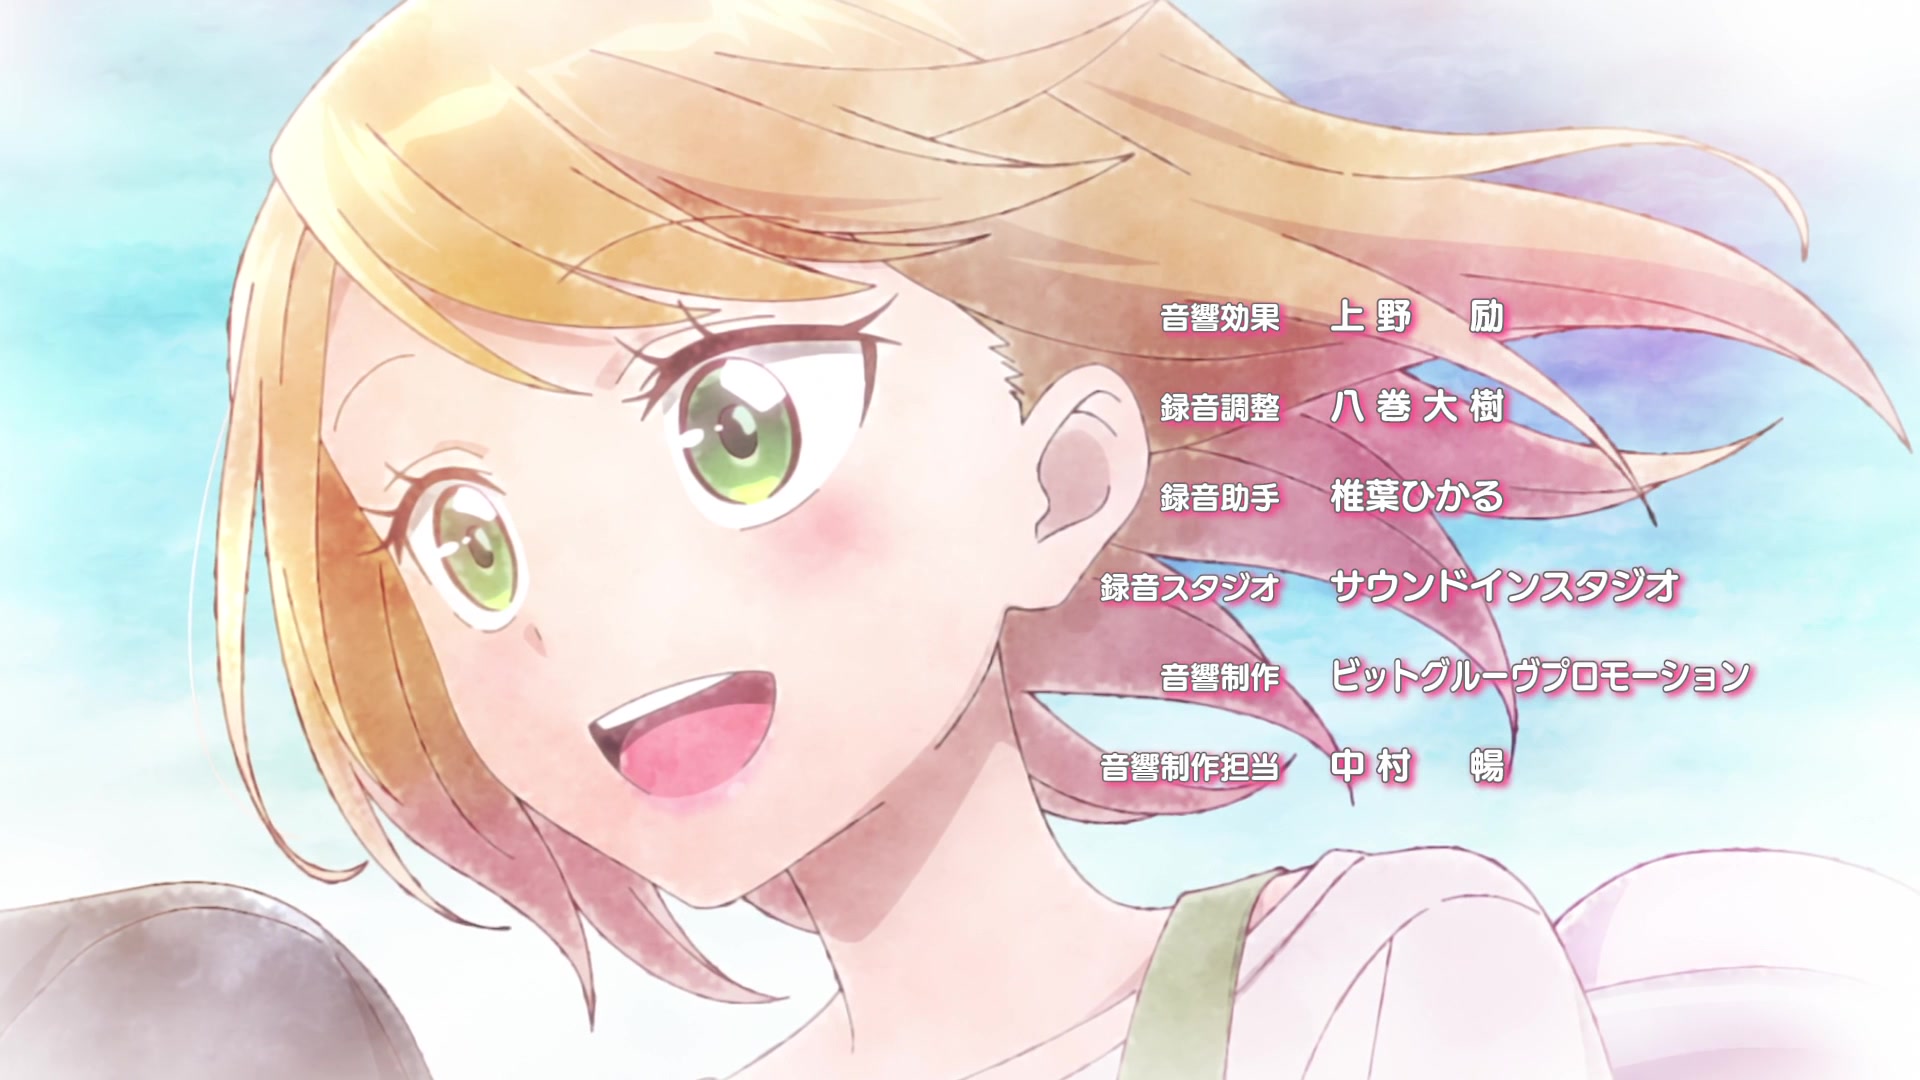 音響効果 上野 励
録音調整 八巻大樹
録音助手 椎葉ひかる
録音スタジオ サウンドインスタジオ
音響制作 ビットグルーヴプロモーション
音響制作担当 中村 暢